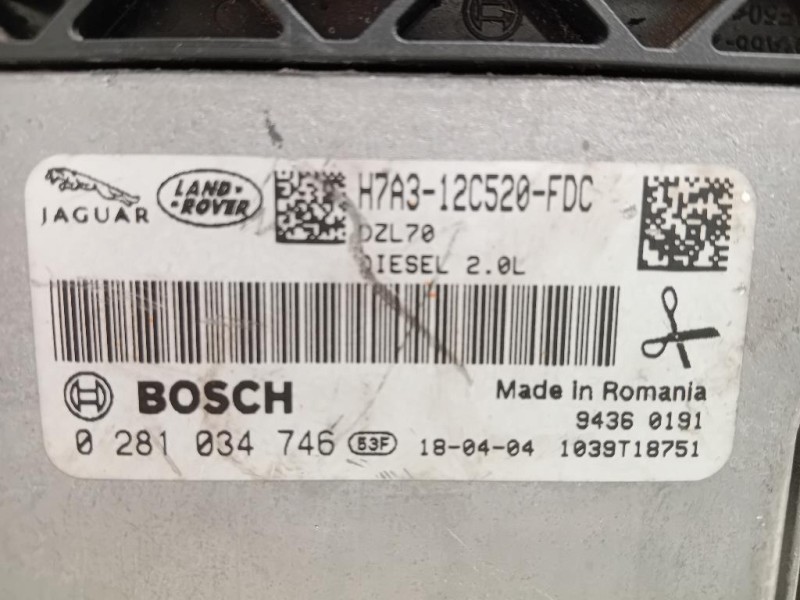 JAGUAR
LAND-
-ROVER
H7A3-12C520-FDC
DZL70
DIESEL 2.0L
BOSCH
Made in Romania
9436 0191
0 281 034 746 53F 18-04-04 1039T18751